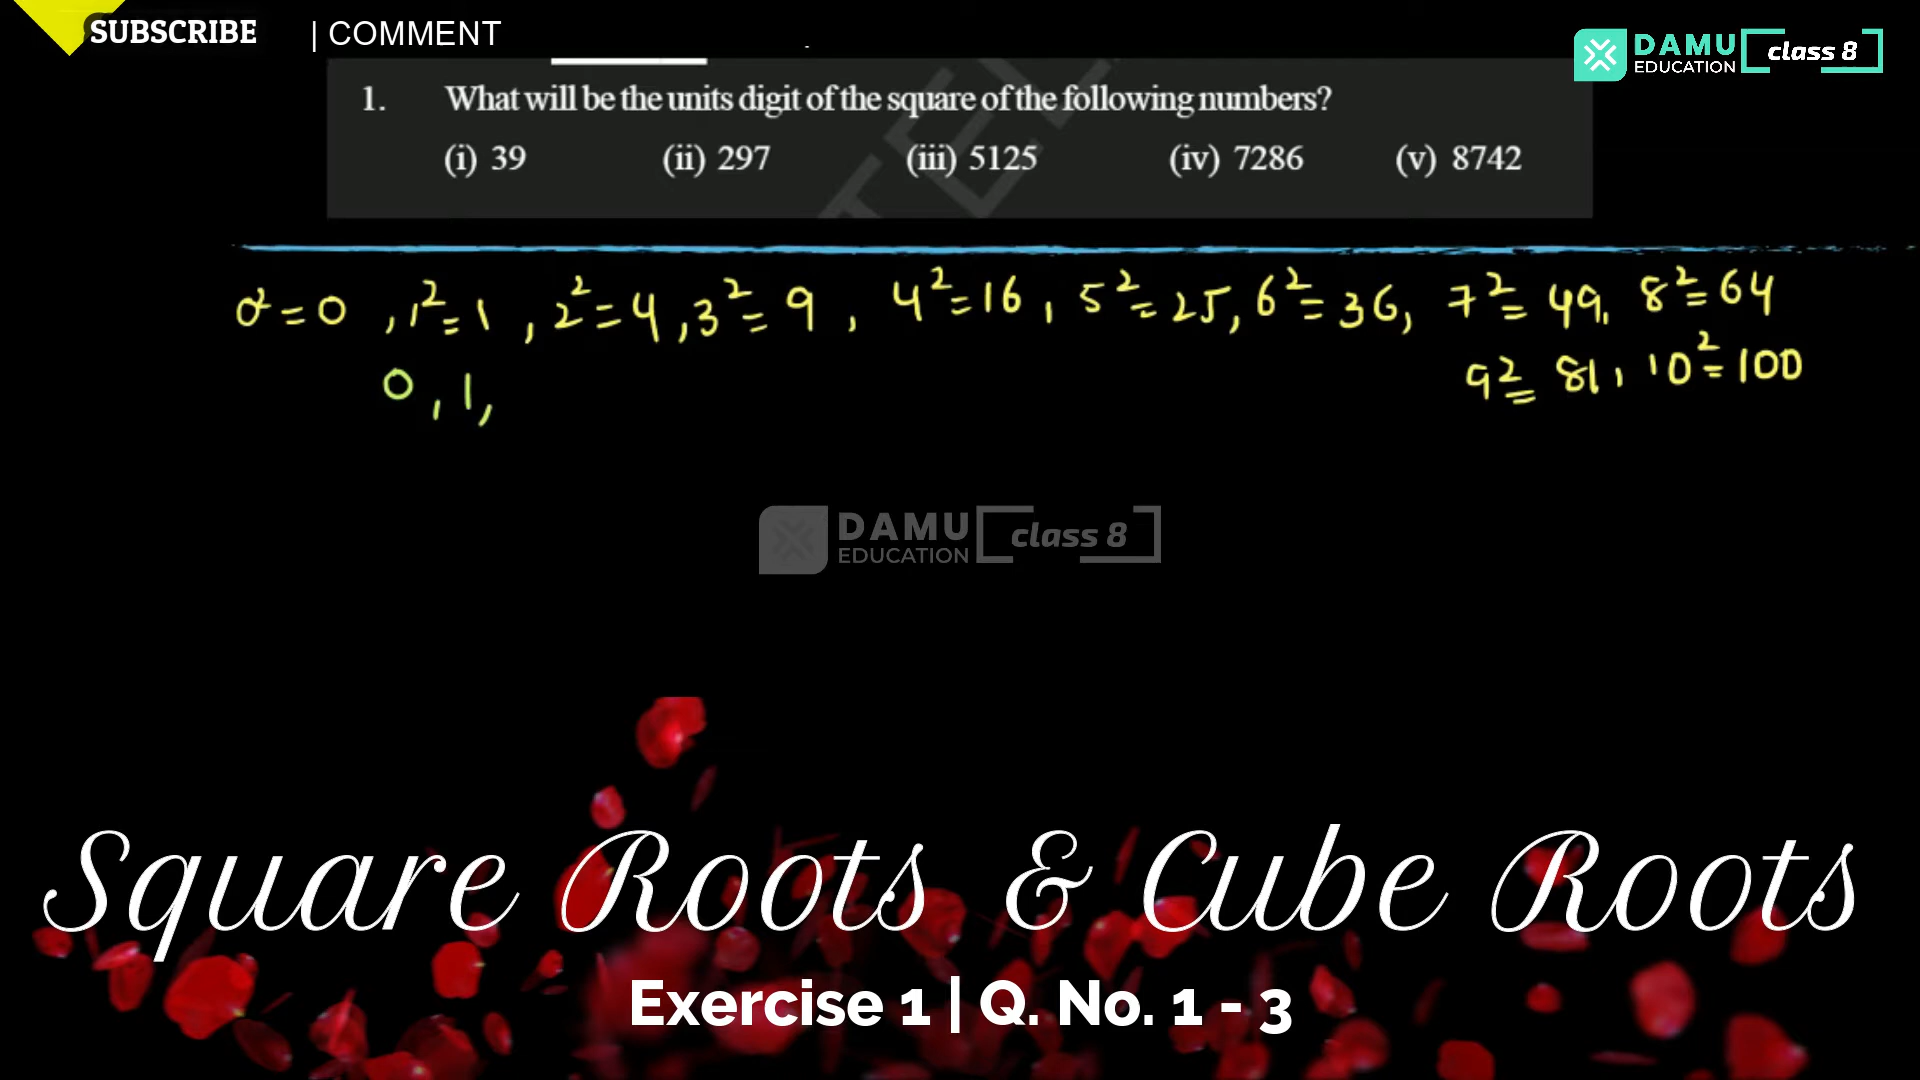 SUBSCRIBE | COMMENT
DAMU EDUCATION class 8
1. What will be the units digit of the square of the following numbers?
(i) 39 (ii) 297 (iii) 5125 (iv) 7286 (v) 8742
0²=0, 1²=1, 2²=4, 3²=9, 4²=16, 5²=25, 6²=36, 7²=49, 8²=64
9²=81, 10²=100
0, 1,
DAMU EDUCATION class 8
Square Roots & Cube Roots
Exercise 1 | Q. No. 1 - 3